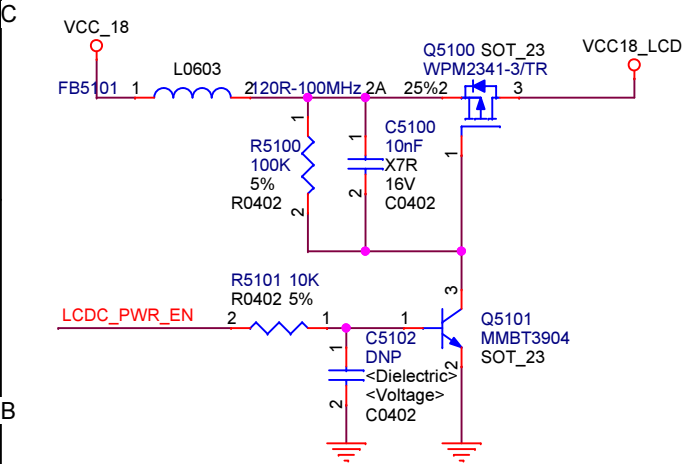 C
VCC_18
Q5100 SOT_23
VCC18_LCD
L0603
WPM2341-3/TR
FB5101 1
2 120R-100MHz 2A 25% 2
3
1
R5100
100K
5%
R0402
2
1
C5100
10nF
X7R
16V
C0402
2
1
R5101 10K
R0402 5%
LCDC_PWR_EN
2
1
1
3
Q5101
MMBT3904
SOT_23
2
1
C5102
DNP
<Dielectric>
<Voltage>
C0402
2
B